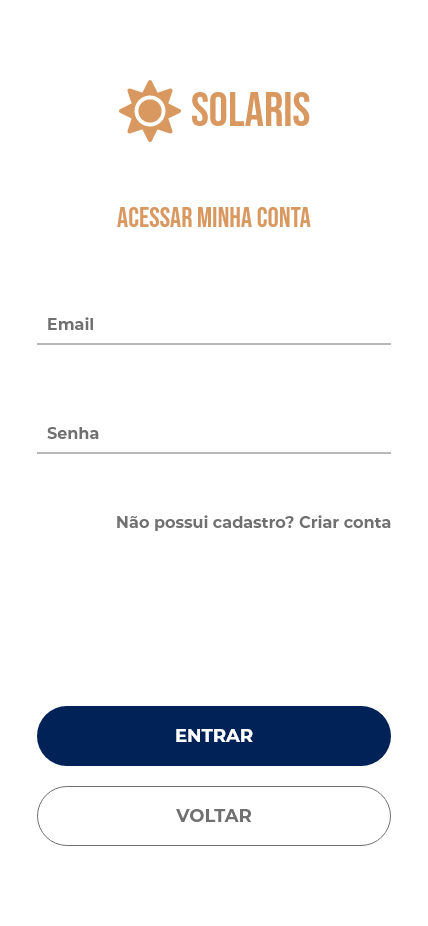 SOLARIS
ACESSAR MINHA CONTA
Email
Senha
Não possui cadastro? Criar conta
ENTRAR
VOLTAR